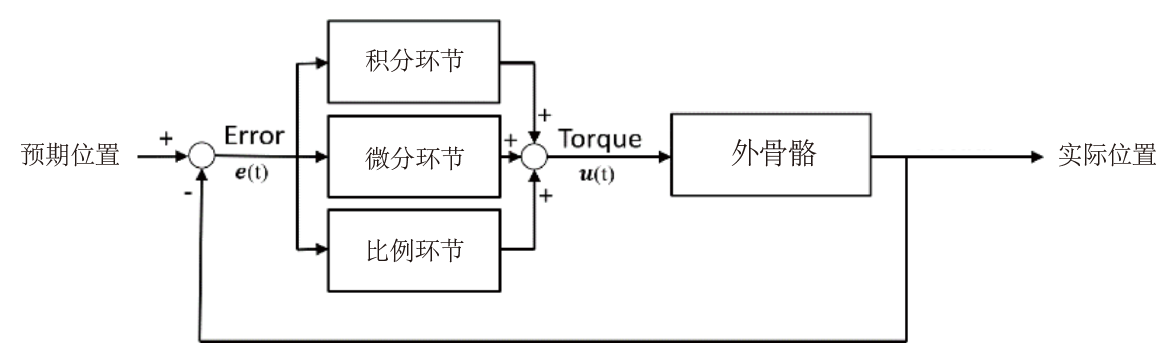 预期位置
+
-
Error
e(t)
积分环节
微分环节
比例环节
+
+
+
Torque
u(t)
外骨骼
实际位置